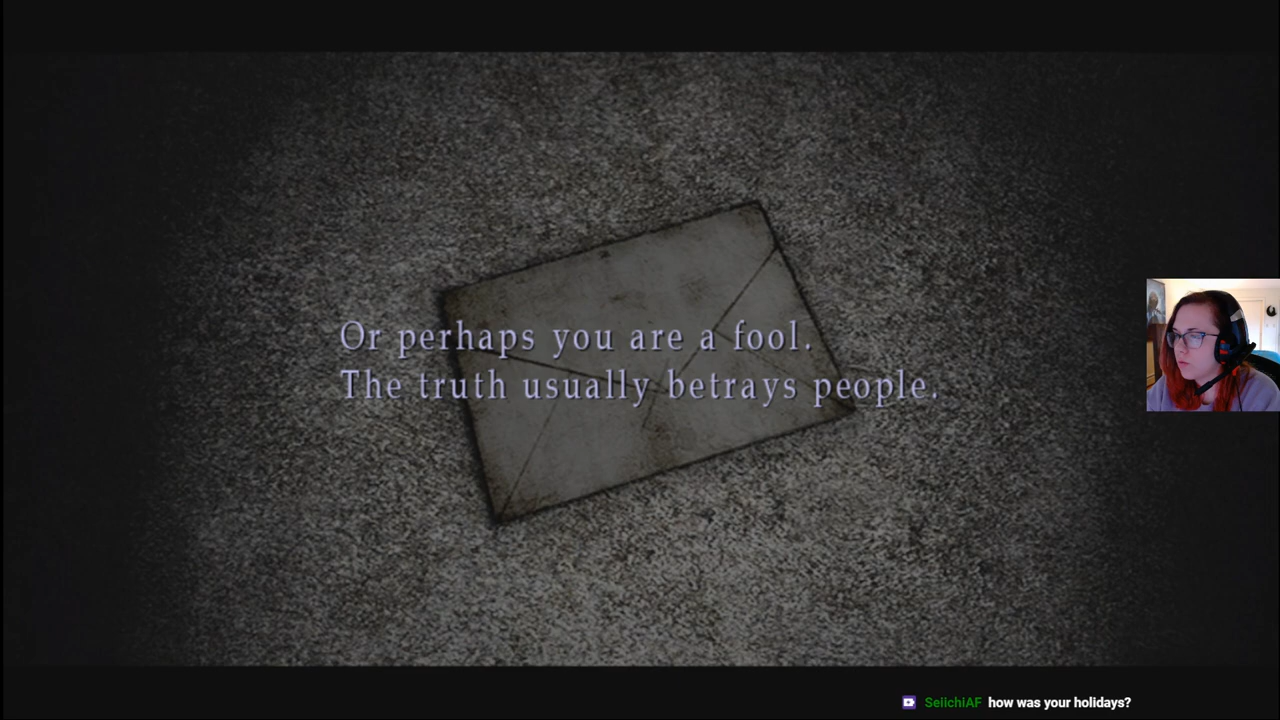 Or perhaps you are a fool.
The truth usually betrays people.
SeiichiAF how was your holidays?